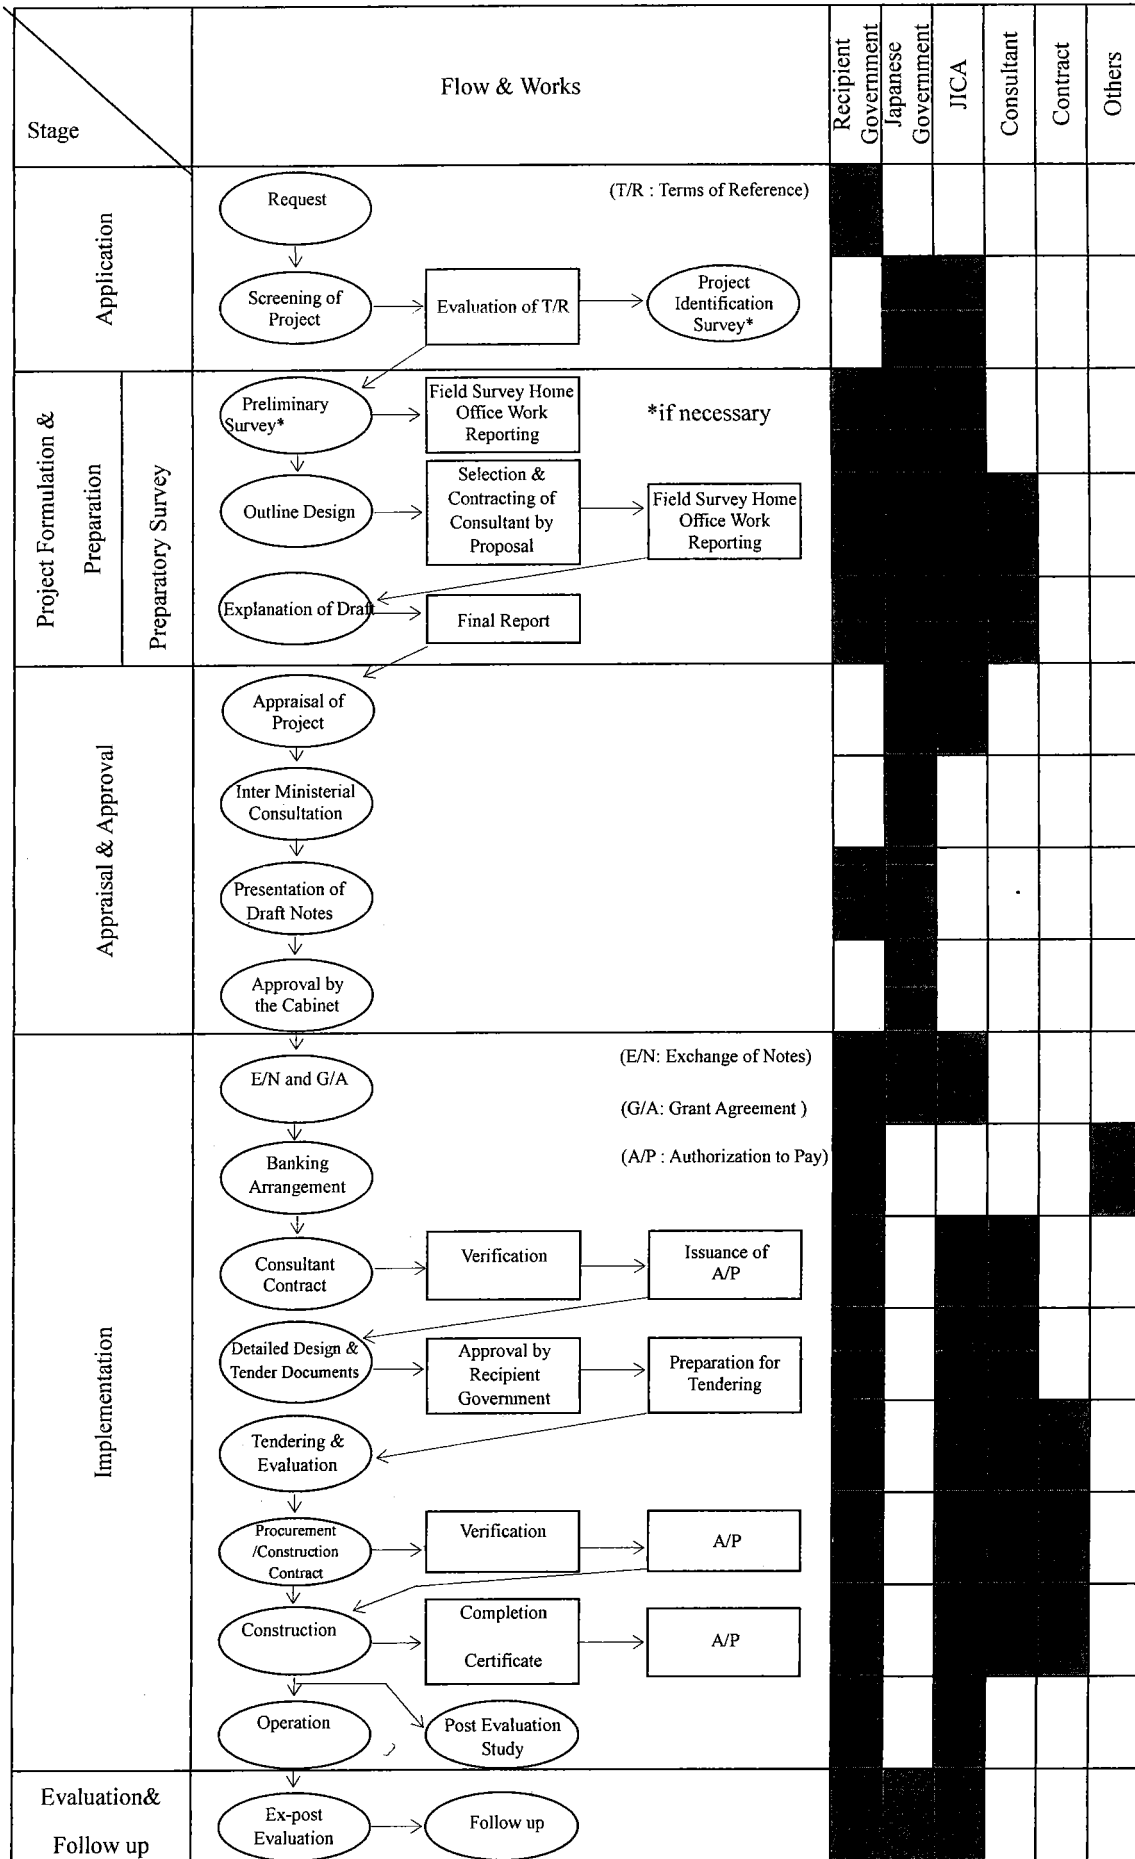 Stage
Flow & Works
Recipient
Government
Japanese
Government
JICA
Consultant
Contract
Others
Application
Request
(T/R : Terms of Reference)
Screening of
Project
Evaluation of T/R
Project
Identification
Survey*
Project Formulation &
Preparation
Preparatory Survey
Preliminary
Survey*
Field Survey Home
Office Work
Reporting
*if necessary
Outline Design
Selection &
Contracting of
Consultant by
Proposal
Field Survey Home
Office Work
Reporting
Explanation of Draft
Final Report
Appraisal & Approval
Appraisal of
Project
Inter Ministerial
Consultation
Presentation of
Draft Notes
Approval by
the Cabinet
Implementation
E/N and G/A
(E/N: Exchange of Notes)
(G/A: Grant Agreement )
(A/P : Authorization to Pay)
Banking
Arrangement
Consultant
Contract
Verification
Issuance of
A/P
Detailed Design &
Tender Documents
Approval by
Recipient
Government
Preparation for
Tendering
Tendering &
Evaluation
Procurement
/Construction
Contract
Verification
A/P
Construction
Completion
Certificate
A/P
Operation
Post Evaluation
Study
Evaluation&
Follow up
Ex-post
Evaluation
Follow up